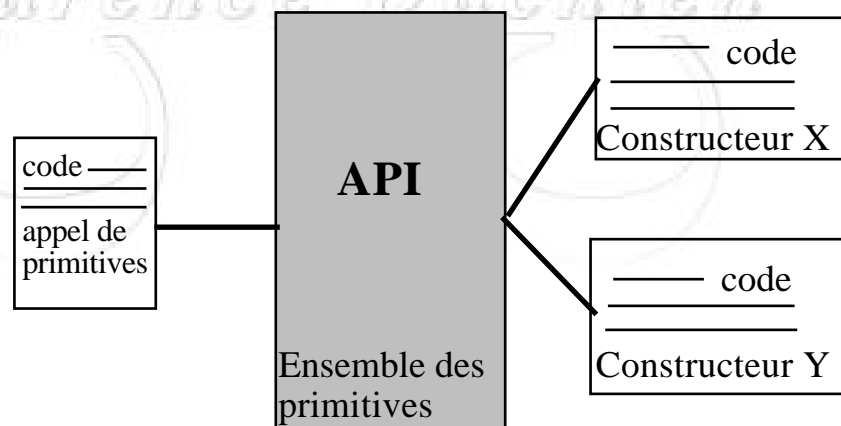 code
appel de
primitives
API
Ensemble des
primitives
code
Constructeur X
code
Constructeur Y